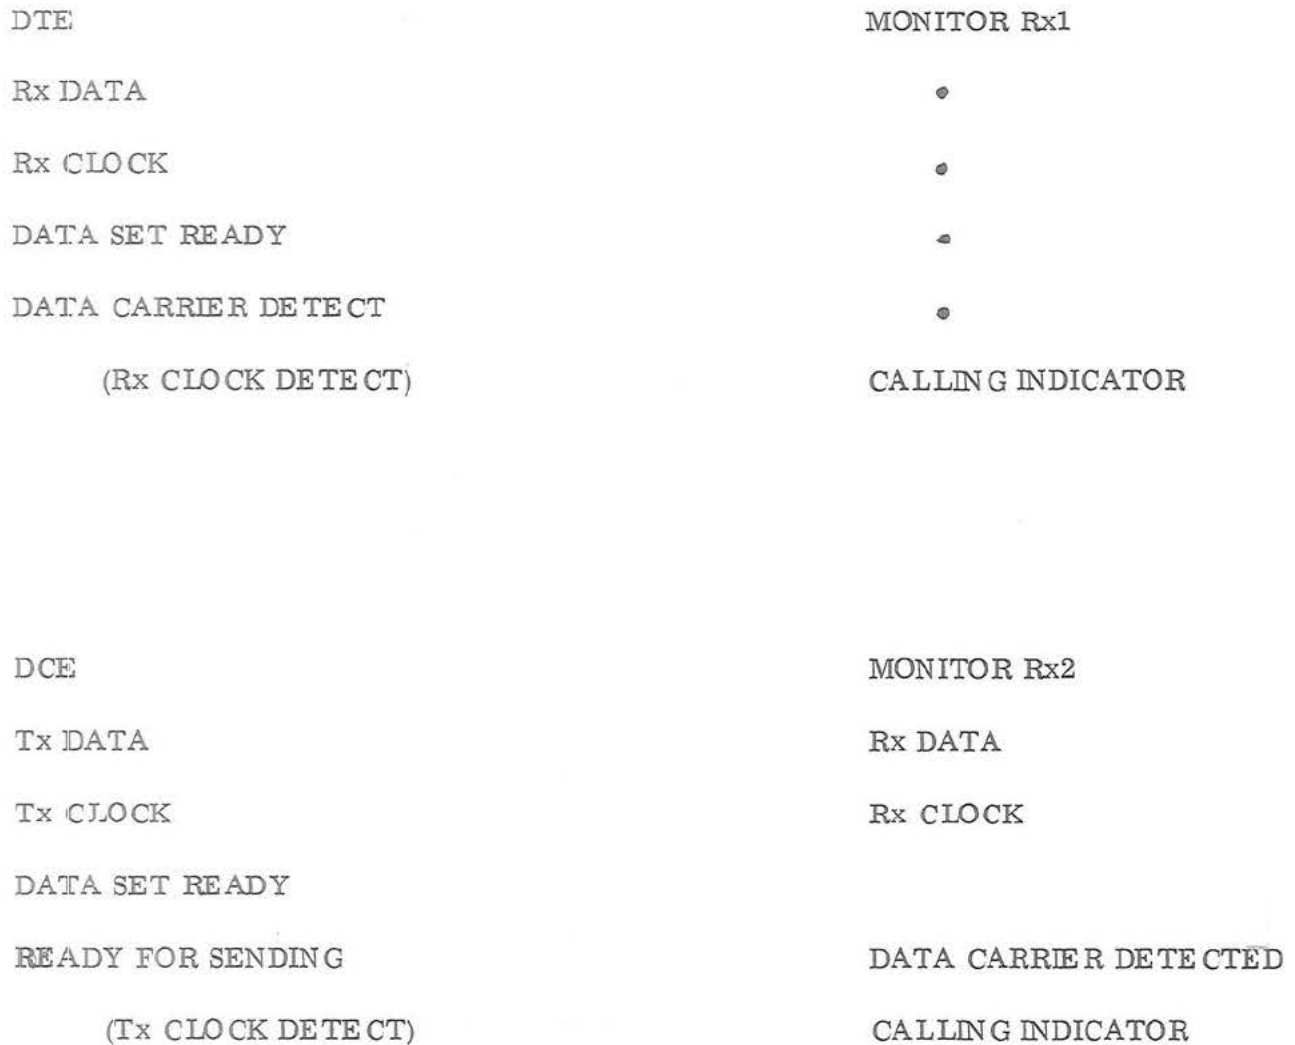 DTE MONITOR Rx1
Rx DATA •
Rx CLOCK •
DATA SET READY •
DATA CARRIER DETECT •
(Rx CLOCK DETECT) CALLING INDICATOR
DCE MONITOR Rx2
Tx DATA Rx DATA
Tx CLOCK Rx CLOCK
DATA SET READY
READY FOR SENDING DATA CARRIER DETECTED
(Tx CLOCK DETECT) CALLING INDICATOR